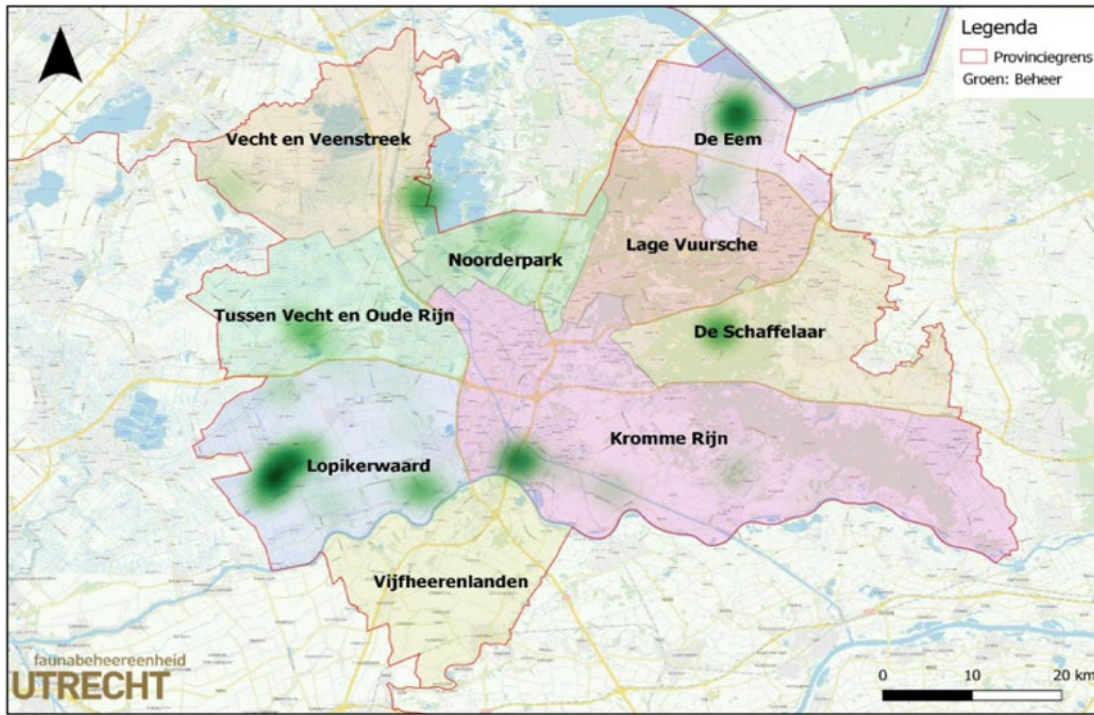 Legenda
Provinciegrens
Groen: Beheer
Vecht en Veenstreek
De Eem
Lage Vuursche
Noorderpark
Tussen Vecht en Oude Rijn
De Schaffelaar
Kromme Rijn
Lopikerwaard
Vijfheerenlanden
faunabeheereenheid
UTRECHT
0 10 20 km